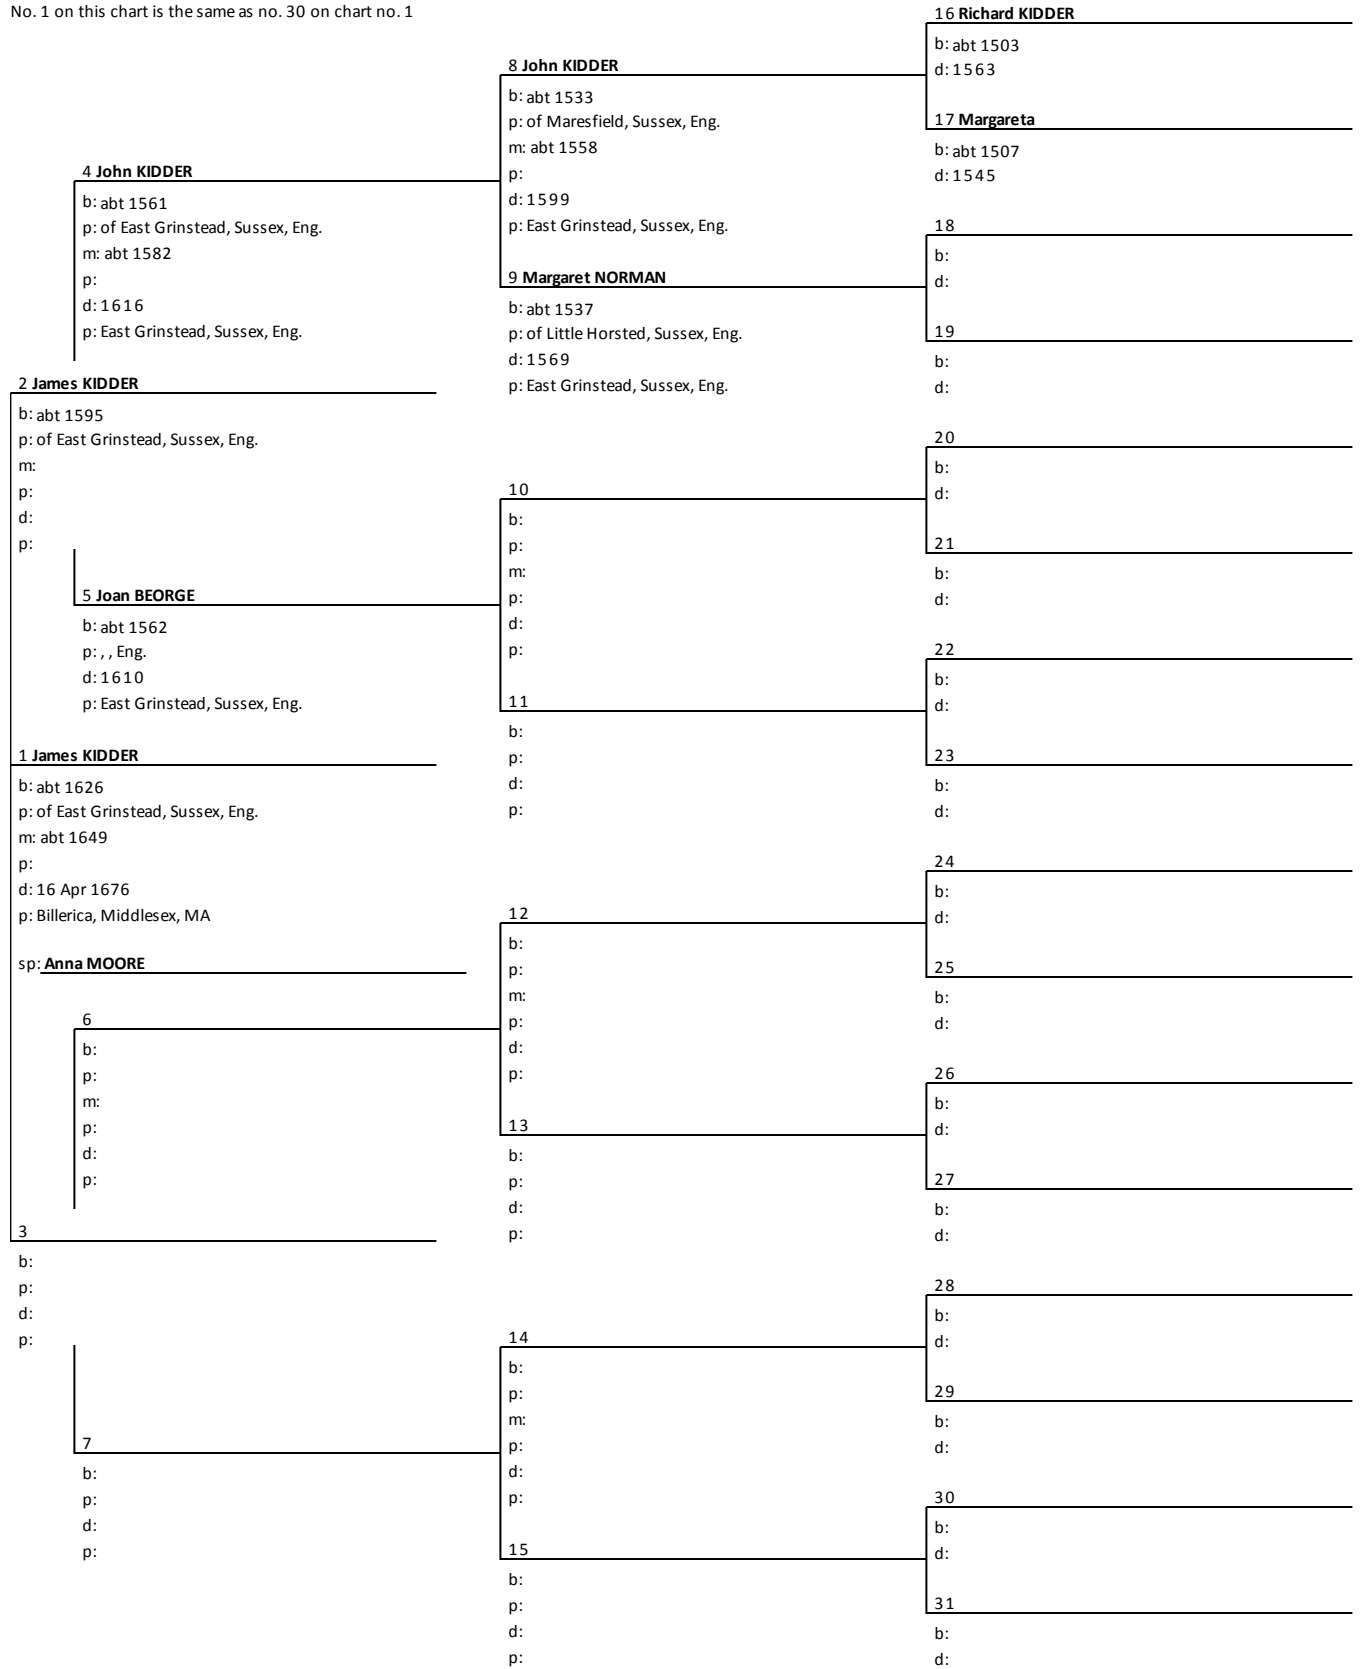 No. 1 on this chart is the same as no. 30 on chart no. 1
16 Richard KIDDER
b: abt 1503
d: 1563
8 John KIDDER
b: abt 1533
p: of Maresfield, Sussex, Eng.
m: abt 1558
p:
d: 1599
p: East Grinstead, Sussex, Eng.
17 Margareta
b: abt 1507
d: 1545
4 John KIDDER
b: abt 1561
p: of East Grinstead, Sussex, Eng.
m: abt 1582
p:
d: 1616
p: East Grinstead, Sussex, Eng.
18
b:
d:
9 Margaret NORMAN
b: abt 1537
p: of Little Horsted, Sussex, Eng.
d: 1569
p: East Grinstead, Sussex, Eng.
19
b:
d:
2 James KIDDER
b: abt 1595
p: of East Grinstead, Sussex, Eng.
m:
p:
d:
p:
20
b:
d:
10
b:
p:
m:
p:
d:
p:
21
b:
d:
5 Joan BEORGE
b: abt 1562
p: , , Eng.
d: 1610
p: East Grinstead, Sussex, Eng.
22
b:
d:
11
b:
p:
d:
p:
23
b:
d:
1 James KIDDER
b: abt 1626
p: of East Grinstead, Sussex, Eng.
m: abt 1649
p:
d: 16 Apr 1676
p: Billerica, Middlesex, MA
sp: Anna MOORE
24
b:
d:
12
b:
p:
m:
p:
d:
p:
25
b:
d:
6
b:
p:
m:
p:
d:
p:
26
b:
d:
13
b:
p:
d:
p:
27
b:
d:
3
b:
p:
d:
p:
28
b:
d:
14
b:
p:
m:
p:
d:
p:
29
b:
d:
7
b:
p:
d:
p:
30
b:
d:
15
b:
p:
d:
p:
31
b:
d: